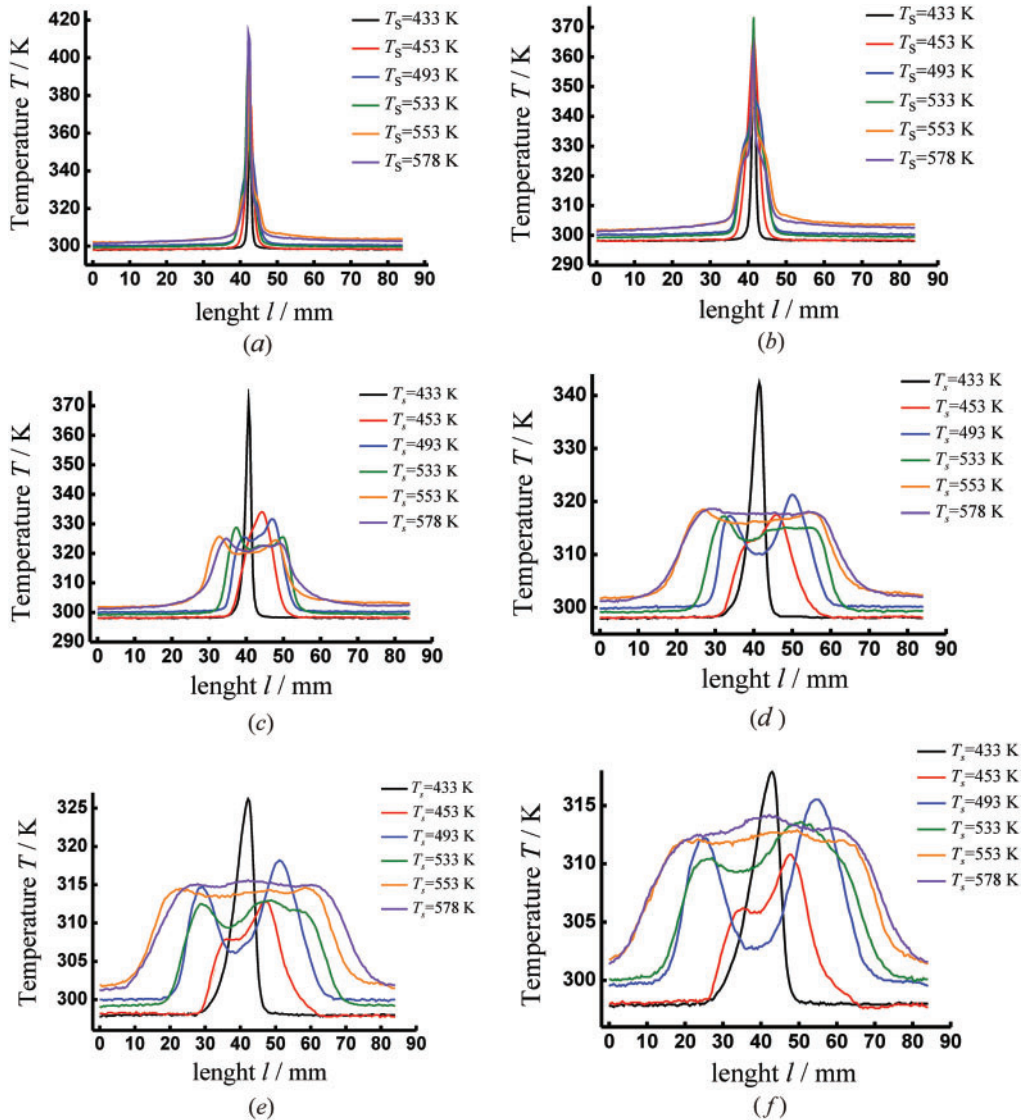 Temperature T / K
420
400
380
360
340
320
300
0 10 20 30 40 50 60 70 80 90
lenght l / mm
T_S=433 K
T_S=453 K
T_S=493 K
T_S=533 K
T_S=553 K
T_S=578 K
(a)
Temperature T / K
370
360
350
340
330
320
310
300
290
0 10 20 30 40 50 60 70 80 90
lenght l / mm
T_S=433 K
T_S=453 K
T_S=493 K
T_S=533 K
T_S=553 K
T_S=578 K
(b)
Temperature T / K
370
360
350
340
330
320
310
300
290
0 10 20 30 40 50 60 70 80 90
lenght l / mm
T_s=433 K
T_s=453 K
T_s=493 K
T_s=533 K
T_s=553 K
T_s=578 K
(c)
Temperature T / K
340
330
320
310
300
0 10 20 30 40 50 60 70 80 90
lenght l / mm
T_s=433 K
T_s=453 K
T_s=493 K
T_s=533 K
T_s=553 K
T_s=578 K
(d)
Temperature T / K
325
320
315
310
305
300
0 10 20 30 40 50 60 70 80 90
lenght l / mm
T_s=433 K
T_s=453 K
T_s=493 K
T_s=533 K
T_s=553 K
T_s=578 K
(e)
Temperature T / K
315
310
305
300
0 10 20 30 40 50 60 70 80 90
lenght l / mm
T_s=433 K
T_s=453 K
T_s=493 K
T_s=533 K
T_s=553 K
T_s=578 K
(f)